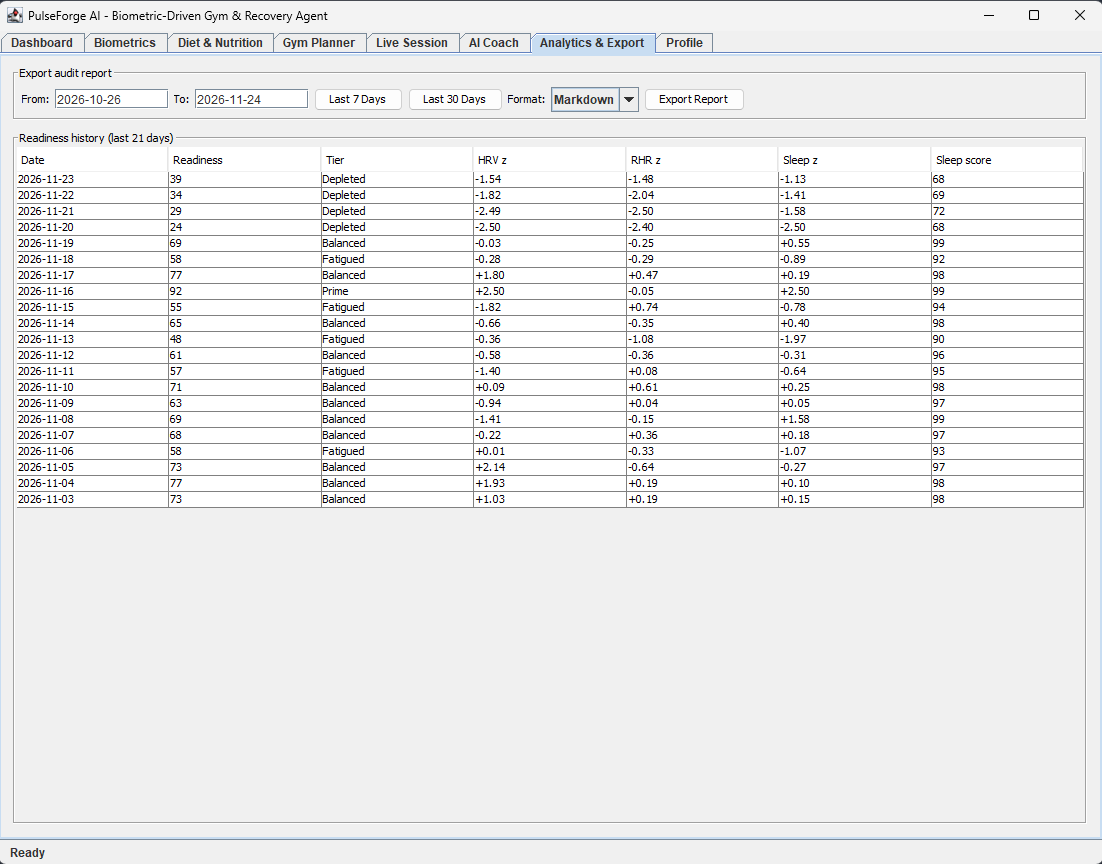 PulseForge AI - Biometric-Driven Gym & Recovery Agent
Dashboard Biometrics Diet & Nutrition Gym Planner Live Session AI Coach Analytics & Export Profile
Export audit report
From: 2026-10-26 To: 2026-11-24 Last 7 Days Last 30 Days Format: Markdown Export Report
Readiness history (last 21 days)
Date Readiness Tier HRV z RHR z Sleep z Sleep score
2026-11-23 39 Depleted -1.54 -1.48 -1.13 68
2026-11-22 34 Depleted -1.82 -2.04 -1.41 69
2026-11-21 29 Depleted -2.49 -2.50 -1.58 72
2026-11-20 24 Depleted -2.50 -2.40 -2.50 68
2026-11-19 69 Balanced -0.03 -0.25 +0.55 99
2026-11-18 58 Fatigued -0.28 -0.29 -0.89 92
2026-11-17 77 Balanced +1.80 +0.47 +0.19 98
2026-11-16 92 Prime +2.50 -0.05 +2.50 99
2026-11-15 55 Fatigued -1.82 +0.74 -0.78 94
2026-11-14 65 Balanced -0.66 -0.35 +0.40 98
2026-11-13 48 Fatigued -0.36 -1.08 -1.97 90
2026-11-12 61 Balanced -0.58 -0.36 -0.31 96
2026-11-11 57 Fatigued -1.40 +0.08 -0.64 95
2026-11-10 71 Balanced +0.09 +0.61 +0.25 98
2026-11-09 63 Balanced -0.94 +0.04 +0.05 97
2026-11-08 69 Balanced -1.41 -0.15 +1.58 99
2026-11-07 68 Balanced -0.22 +0.36 +0.18 97
2026-11-06 58 Fatigued +0.01 -0.33 -1.07 93
2026-11-05 73 Balanced +2.14 -0.64 -0.27 97
2026-11-04 77 Balanced +1.93 +0.19 +0.10 98
2026-11-03 73 Balanced +1.03 +0.19 +0.15 98
Ready